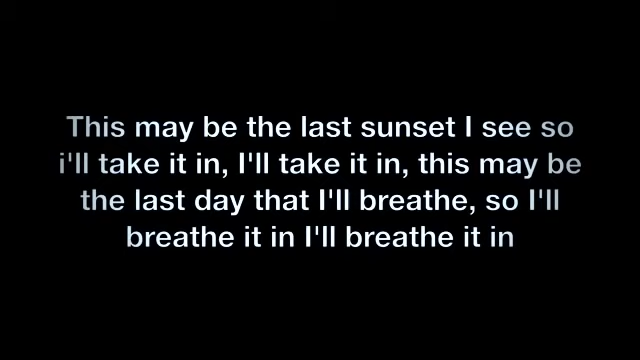 This may be the last sunset I see so
i'll take it in, I'll take it in, this may be
the last day that I'll breathe, so I'll
breathe it in I'll breathe it in